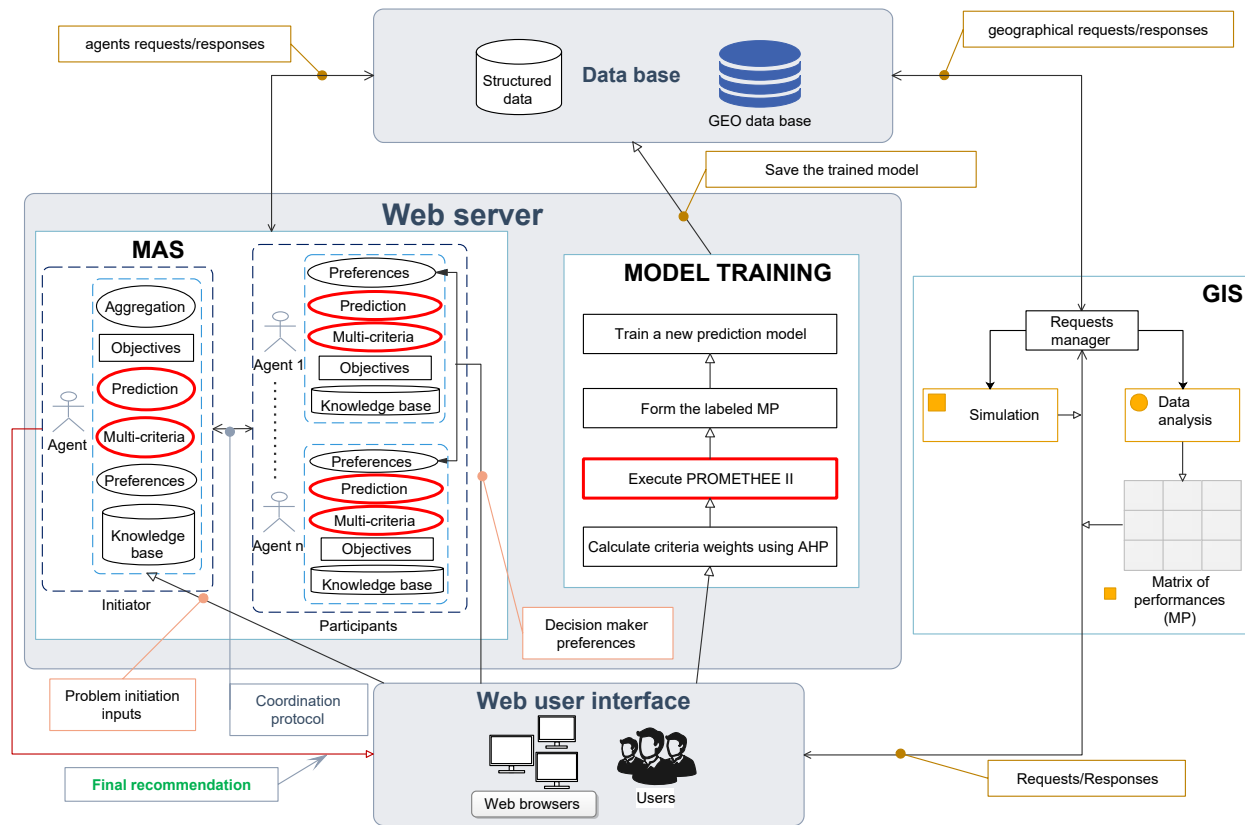 agents requests/responses
geographical requests/responses
Structured
data
Data base
GEO data base
Save the trained model
Web server
MAS
Aggregation
Objectives
Prediction
Multi-criteria
Preferences
Knowledge
base
Agent
Initiator
Preferences
Prediction
Multi-criteria
Objectives
Knowledge base
Agent 1
Preferences
Prediction
Multi-criteria
Objectives
Knowledge base
Agent n
Participants
MODEL TRAINING
Train a new prediction model
Form the labeled MP
Execute PROMETHEE II
Calculate criteria weights using AHP
GIS
Requests
manager
Simulation
Data
analysis
Matrix of
performances
(MP)
Decision maker
preferences
Problem initiation
inputs
Coordination
protocol
Final recommendation
Web user interface
Web browsers
Users
Requests/Responses